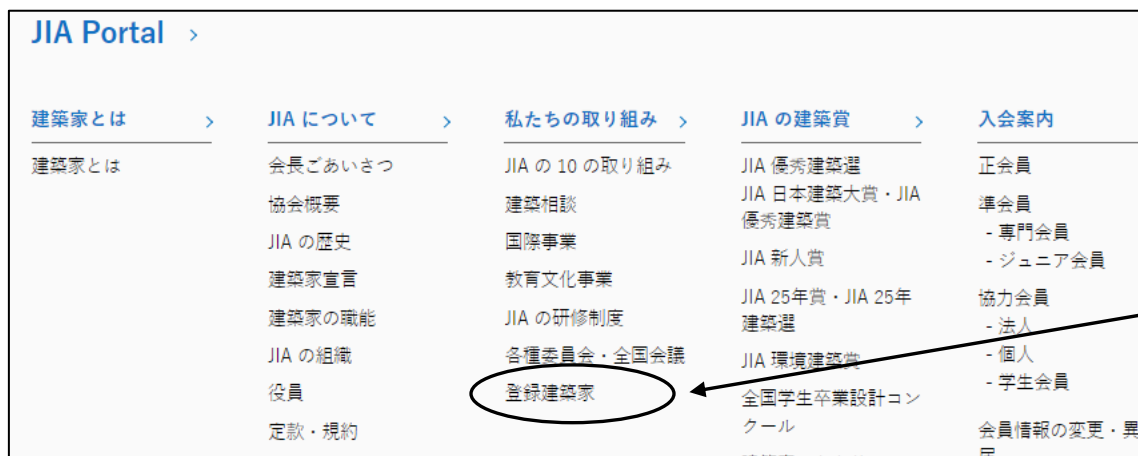 JIA Portal
建築家とは
建築家とは
JIA について
会長ごあいさつ
協会概要
JIA の歴史
建築家宣言
建築家の職能
JIA の組織
役員
定款・規約
私たちの取り組み
JIA の 10 の取り組み
建築相談
国際事業
教育文化事業
JIA の研修制度
各種委員会・全国会議
登録建築家
JIA の建築賞
JIA 優秀建築選
JIA 日本建築大賞・JIA
優秀建築賞
JIA 新人賞
JIA 25年賞・JIA 25年
建築選
JIA 環境建築賞
全国学生卒業設計コン
クール
入会案内
正会員
準会員
- 専門会員
- ジュニア会員
協力会員
- 法人
- 個人
- 学生会員
会員情報の変更・異